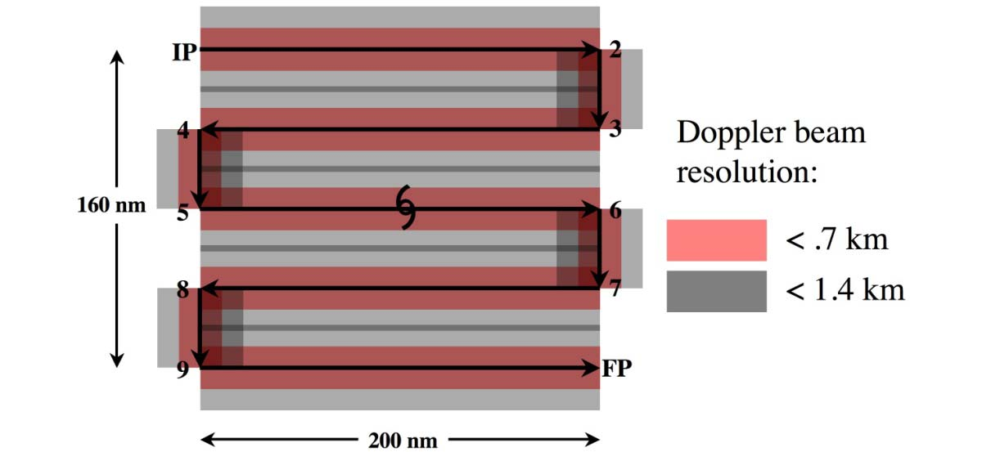 IP
2
4
3
160 nm
5
6
8
7
9
FP
200 nm
Doppler beam
resolution:
< .7 km
< 1.4 km